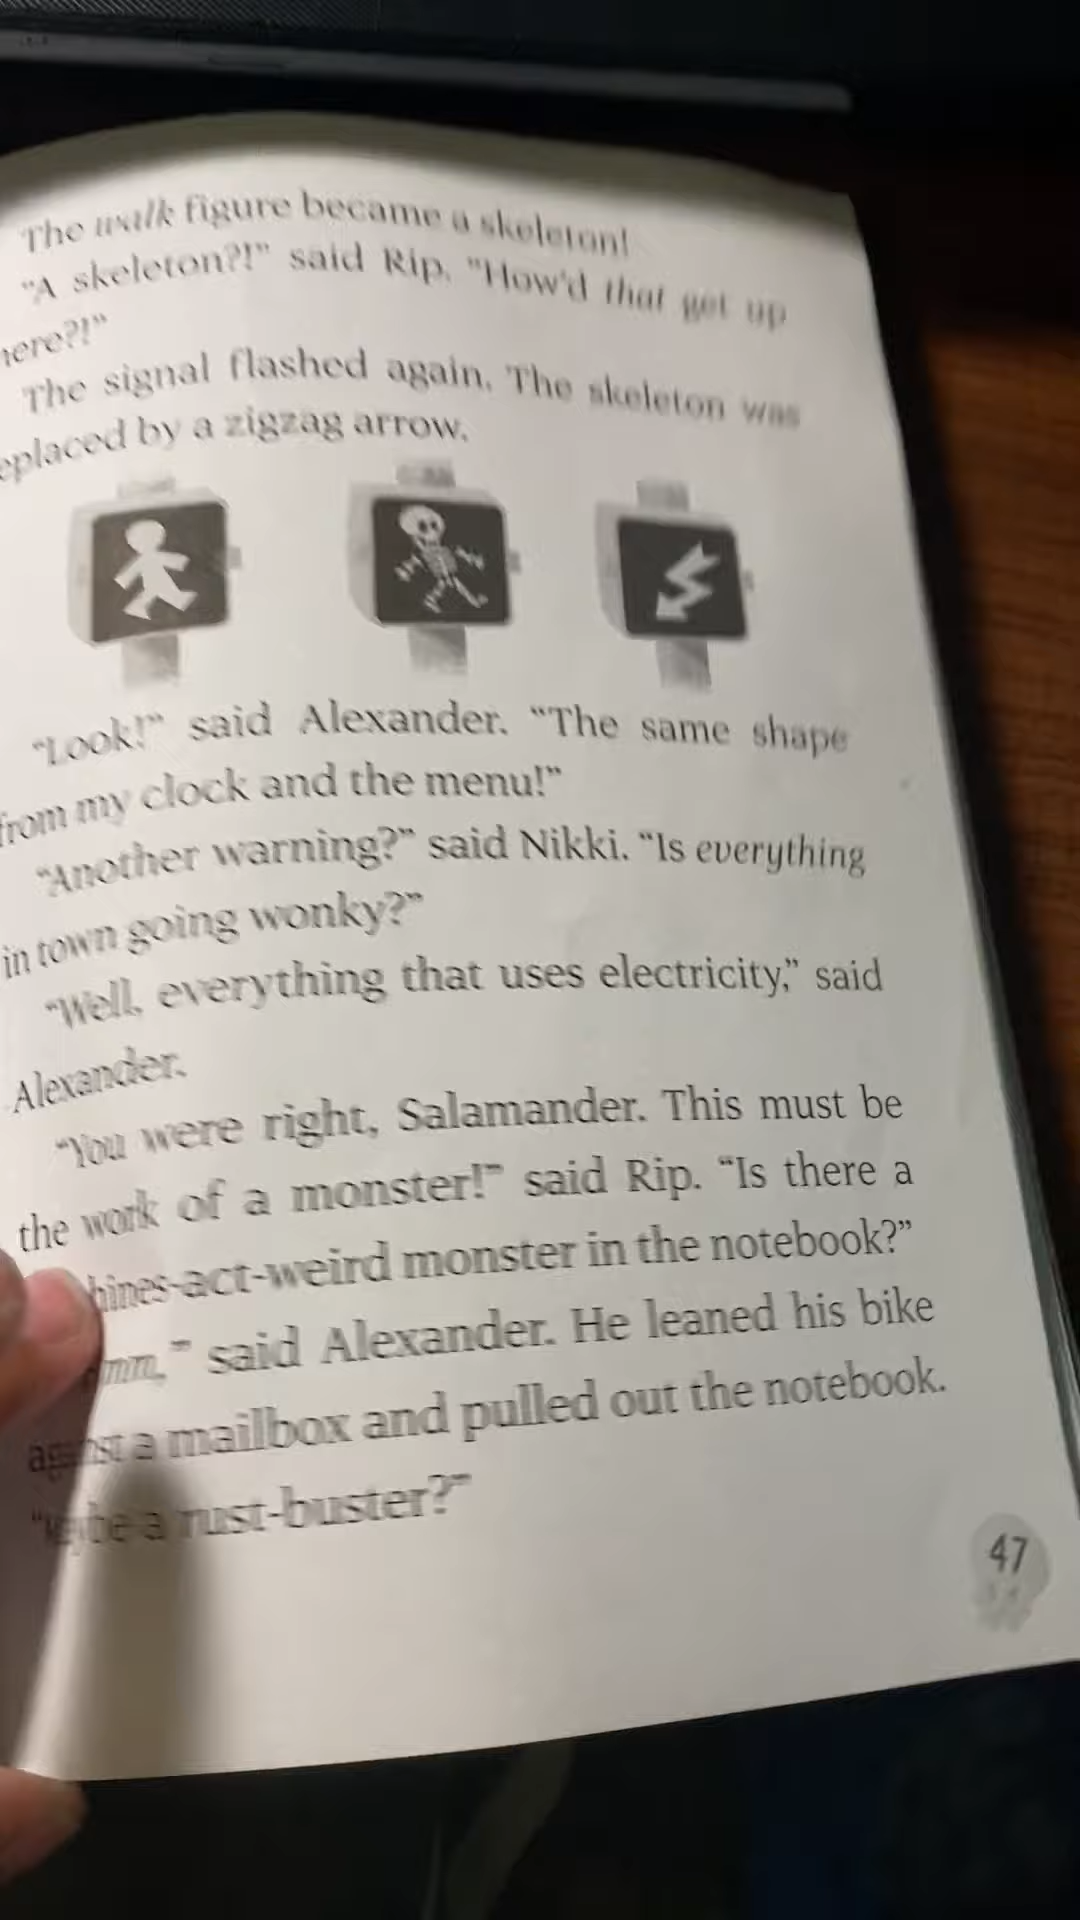 The walk figure became a skeleton!
"A skeleton?!" said Rip. "How'd that get up
here?!"
The signal flashed again. The skeleton was
eplaced by a zigzag arrow.
"Look!" said Alexander. "The same shape
from my clock and the menu!"
"Another warning?" said Nikki. "Is everything
in town going wonky?"
"Well, everything that uses electricity," said
Alexander.
"You were right, Salamander. This must be
the work of a monster!" said Rip. "Is there a
hines-act-weird monster in the notebook?"
mm," said Alexander. He leaned his bike
against a mailbox and pulled out the notebook.
"Maybe a rust-buster?"
47